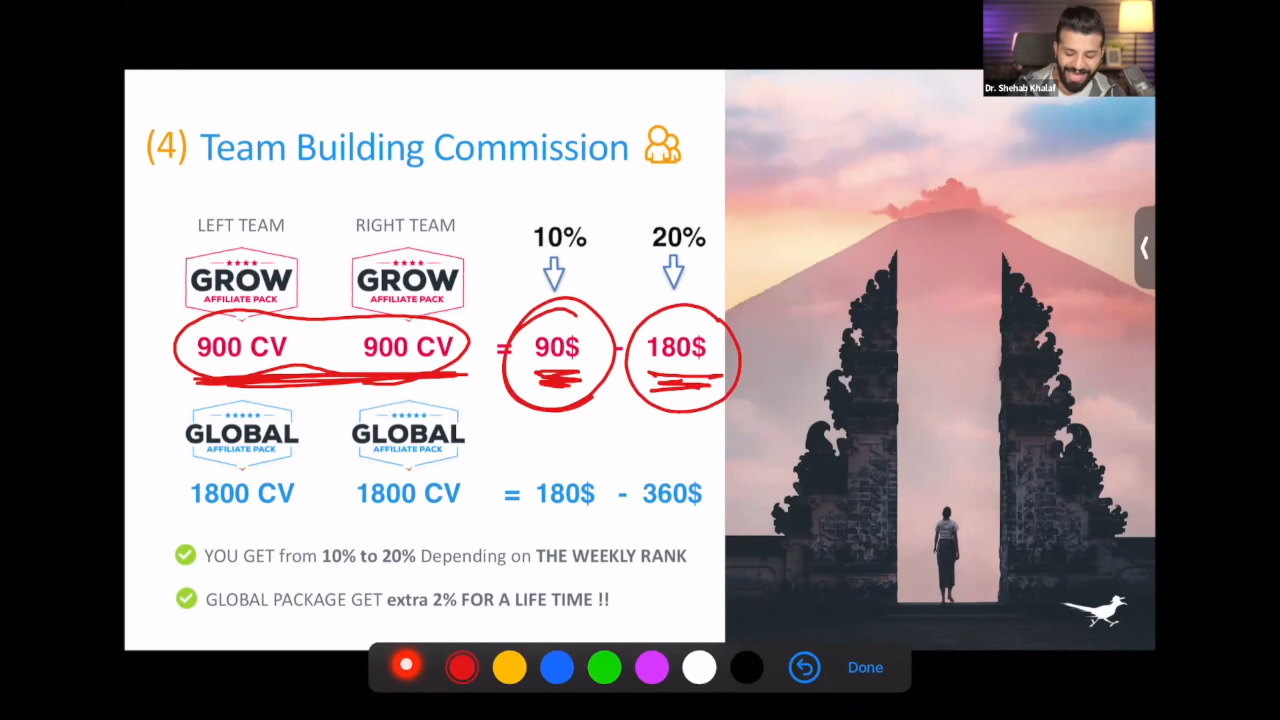 Dr. Shehab Khalaf
(4) Team Building Commission
LEFT TEAM RIGHT TEAM 10% 20%
GROW GROW
AFFILIATE PACK AFFILIATE PACK
900 CV 900 CV = 90$ - 180$
GLOBAL GLOBAL
AFFILIATE PACK AFFILIATE PACK
1800 CV 1800 CV = 180$ - 360$
YOU GET from 10% to 20% Depending on THE WEEKLY RANK
GLOBAL PACKAGE GET extra 2% FOR A LIFE TIME !!
Done